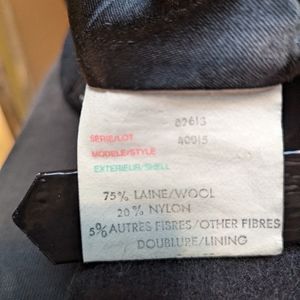 SERIE/LOT 02613
MODELE/STYLE 40015
EXTERIEUR/SHELL
75% LAINE/WOOL
20% NYLON
5% AUTRES FIBRES/OTHER FIBRES
DOUBLURE/LINING